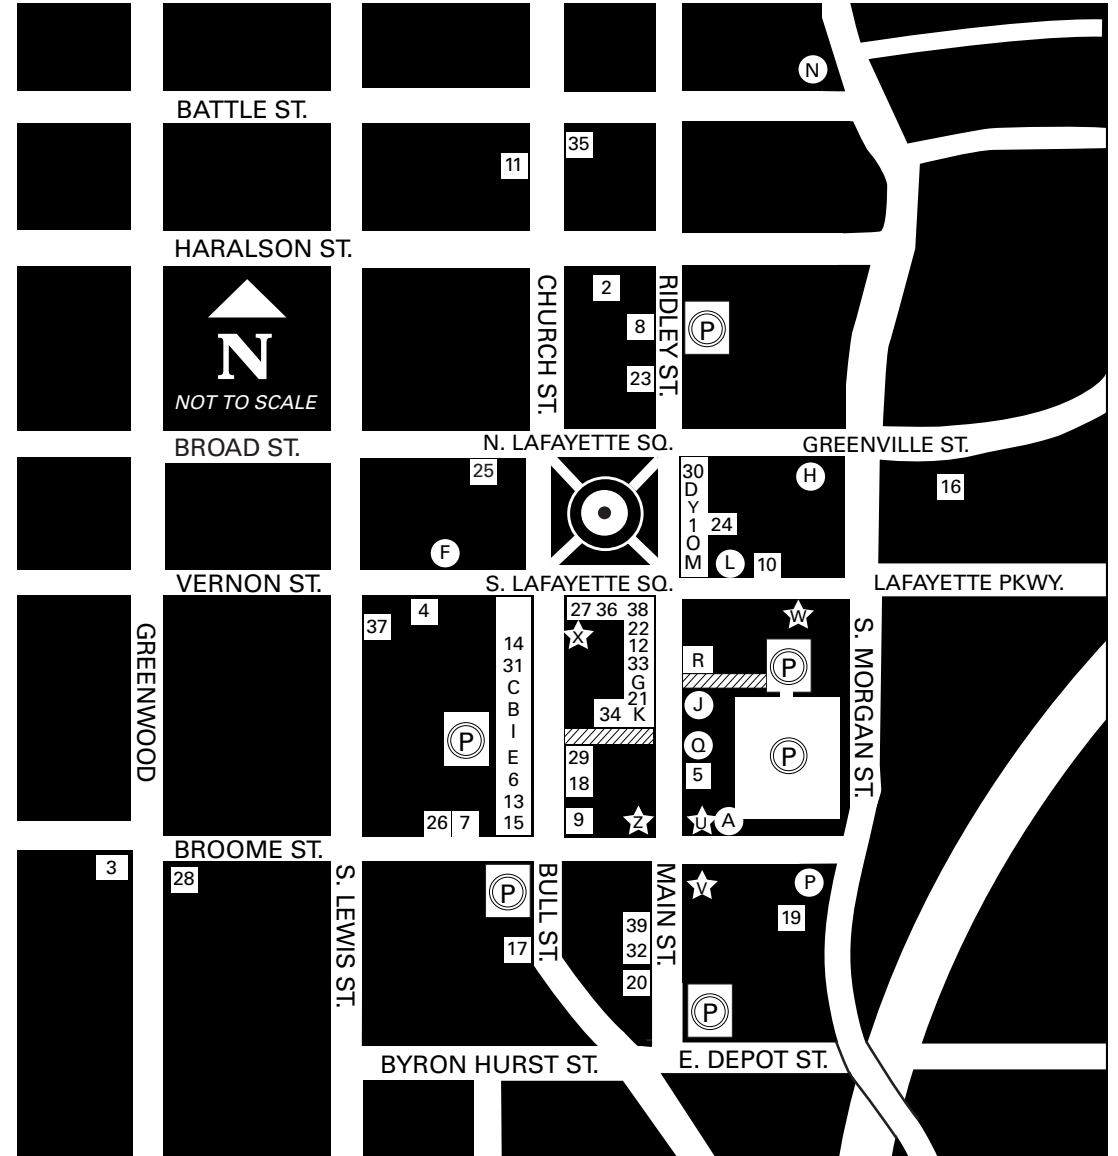 N
BATTLE ST.
35
11
HARALSON ST.
N
NOT TO SCALE
CHURCH ST.
RIDLEY ST.
2
8
P
23
BROAD ST.
N. LAFAYETTE SQ.
GREENVILLE ST.
25
30
D
Y
1
O
M
H
16
24
F
L
10
VERNON ST.
S. LAFAYETTE SQ.
LAFAYETTE PKWY.
GREENWOOD
4
37
27 36 38
X
22
12
33
G
21
34 K
W
S. MORGAN ST.
14
31
C
B
I
E
6
13
15
R
P
J
P
Q
P
29
18
5
26 7
9
Z
U
A
BROOME ST.
3
28
S. LEWIS ST.
P
BULL ST.
MAIN ST.
V
P
19
39
32
17
20
P
BYRON HURST ST.
E. DEPOT ST.